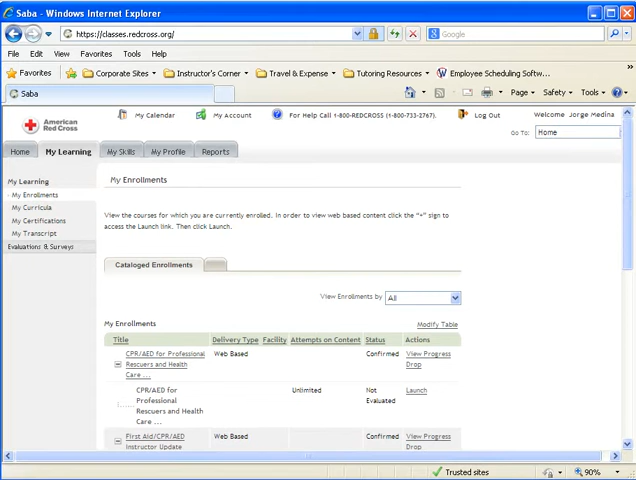 Saba - Windows Internet Explorer
https://classes.redcross.org/
Google
File Edit View Favorites Tools Help
Favorites Corporate Sites Instructor's Corner Travel & Expense Tutoring Resources Employee Scheduling Softw...
Saba
Page Safety Tools
American Red Cross
My Calendar My Account For Help Call 1-800-REDCROSS (1-800-733-2767). Log Out Welcome Jorge Medina
Go To: Home
Home My Learning My Skills My Profile Reports
My Learning
My Enrollments
My Curricula
My Certifications
My Transcript
Evaluations & Surveys
My Enrollments
View the courses for which you are currently enrolled. In order to view web based content click the "+" sign to
access the Launch link. Then click Launch.
Cataloged Enrollments
View Enrollments by All
My Enrollments Modify Table
Title Delivery Type Facility Attempts on Content Status Actions
CPR/AED for Professional Web Based Confirmed View Progress
Rescuers and Health Drop
Care ...
CPR/AED for Unlimited Not Launch
Professional Evaluated
Rescuers and Health
Care ...
First Aid/CPR/AED Web Based Confirmed View Progress
Instructor Update Drop
Trusted sites 90%